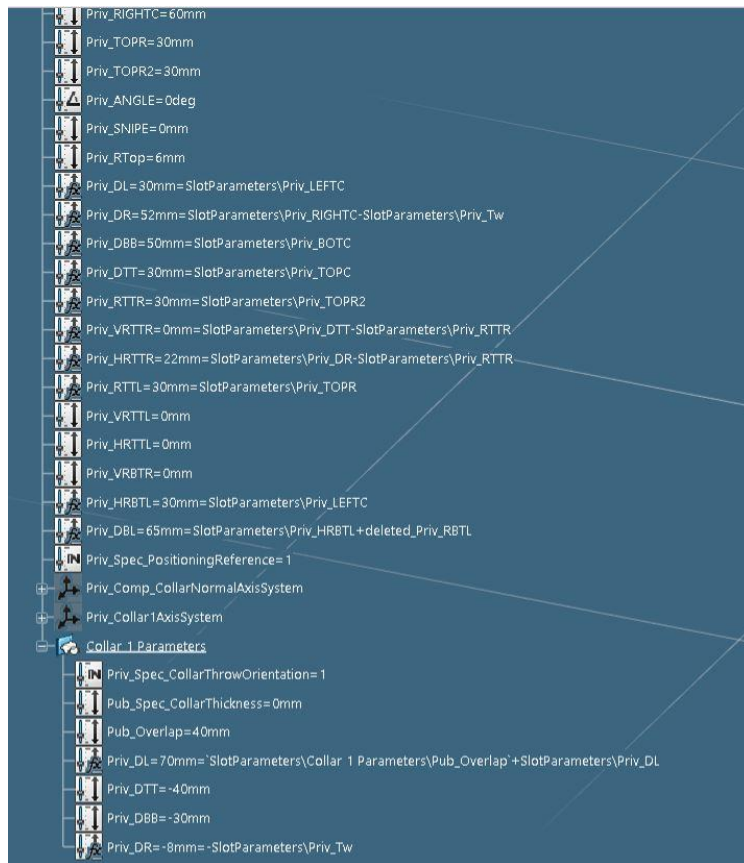 Priv_RIGHTC=60mm
Priv_TOPR=30mm
Priv_TOPR2=30mm
Priv_ANGLE=0deg
Priv_SNIPE=0mm
Priv_RTop=6mm
Priv_DL=30mm=SlotParameters\Priv_LEFTC
Priv_DR=52mm=SlotParameters\Priv_RIGHTC-SlotParameters\Priv_Tw
Priv_DBB=50mm=SlotParameters\Priv_BOTC
Priv_DTT=30mm=SlotParameters\Priv_TOPC
Priv_RTTR=30mm=SlotParameters\Priv_TOPR2
Priv_VRTTR=0mm=SlotParameters\Priv_DTT-SlotParameters\Priv_RTTR
Priv_HRTTR=22mm=SlotParameters\Priv_DR-SlotParameters\Priv_RTTR
Priv_RTTL=30mm=SlotParameters\Priv_TOPR
Priv_VRTTL=0mm
Priv_HRTTL=0mm
Priv_VRBTR=0mm
Priv_HRBTL=30mm=SlotParameters\Priv_LEFTC
Priv_DBL=65mm=SlotParameters\Priv_HRBTL+deleted_Priv_RBTL
IN Priv_Spec_PositioningReference=1
Priv_Comp_CollarNormalAxisSystem
Priv_Collar1AxisSystem
Collar 1 Parameters
IN Priv_Spec_CollarThrowOrientation=1
Pub_Spec_CollarThickness=0mm
Pub_Overlap=40mm
Priv_DL=70mm=`SlotParameters\Collar 1 Parameters\Pub_Overlap`+SlotParameters\Priv_DL
Priv_DTT=-40mm
Priv_DBB=-30mm
Priv_DR=-8mm=-SlotParameters\Priv_Tw